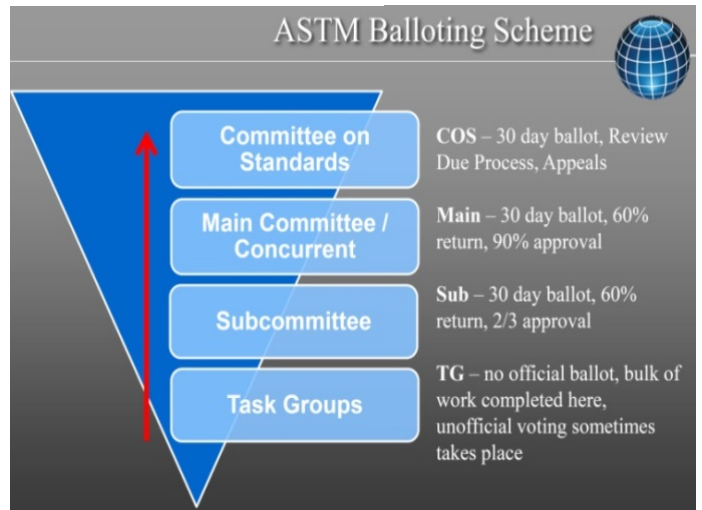 ASTM Balloting Scheme
Committee on
Standards
COS – 30 day ballot, Review
Due Process, Appeals
Main Committee /
Concurrent
Main – 30 day ballot, 60%
return, 90% approval
Subcommittee
Sub – 30 day ballot, 60%
return, 2/3 approval
Task Groups
TG – no official ballot, bulk of
work completed here,
unofficial voting sometimes
takes place